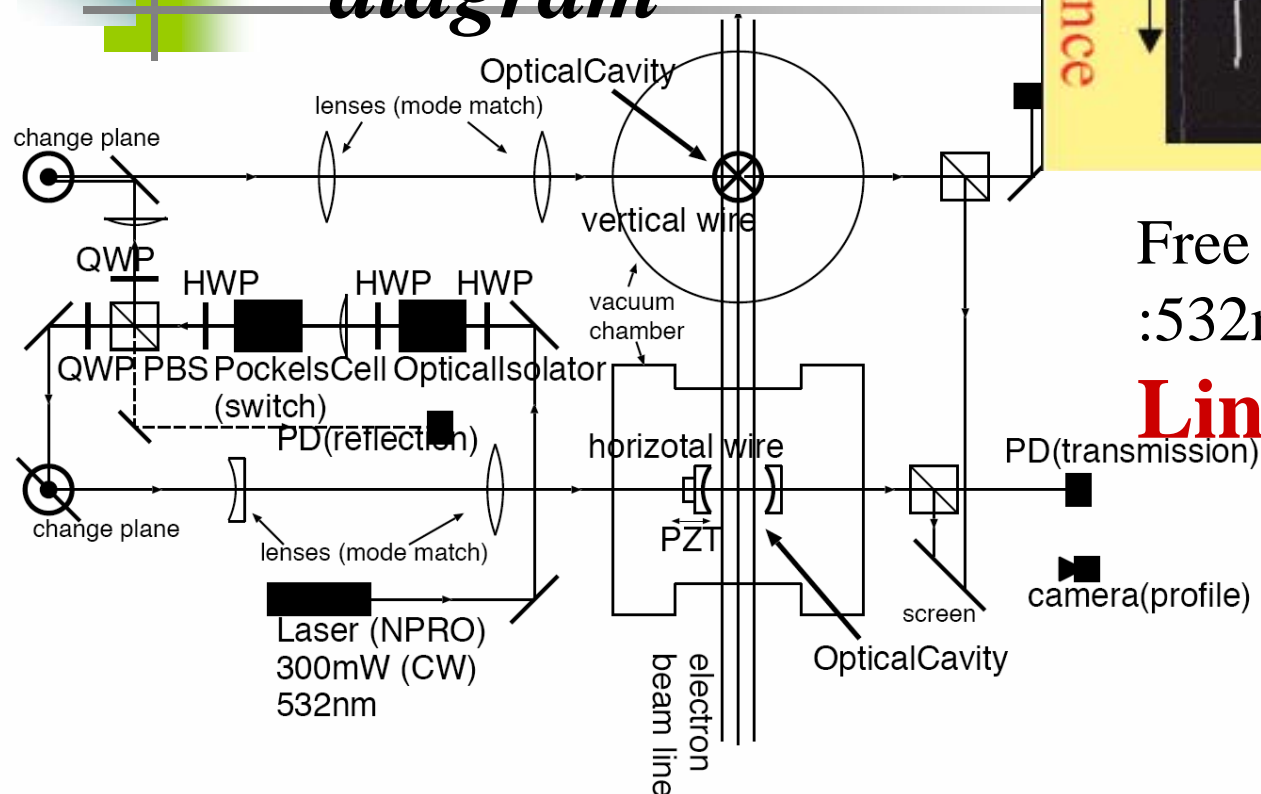 diagram
nce
OpticalCavity
lenses (mode match)
change plane
vertical wire
QWP
HWP
HWP
HWP
vacuum
chamber
Free
:532n
QWP PBS PockelsCell OpticalIsolator
(switch)
Lin
PD(reflection)
horizotal wire
PD(transmission)
change plane
PZT
lenses (mode match)
camera(profile)
screen
Laser (NPRO)
300mW (CW)
532nm
OpticalCavity
electron
beam line